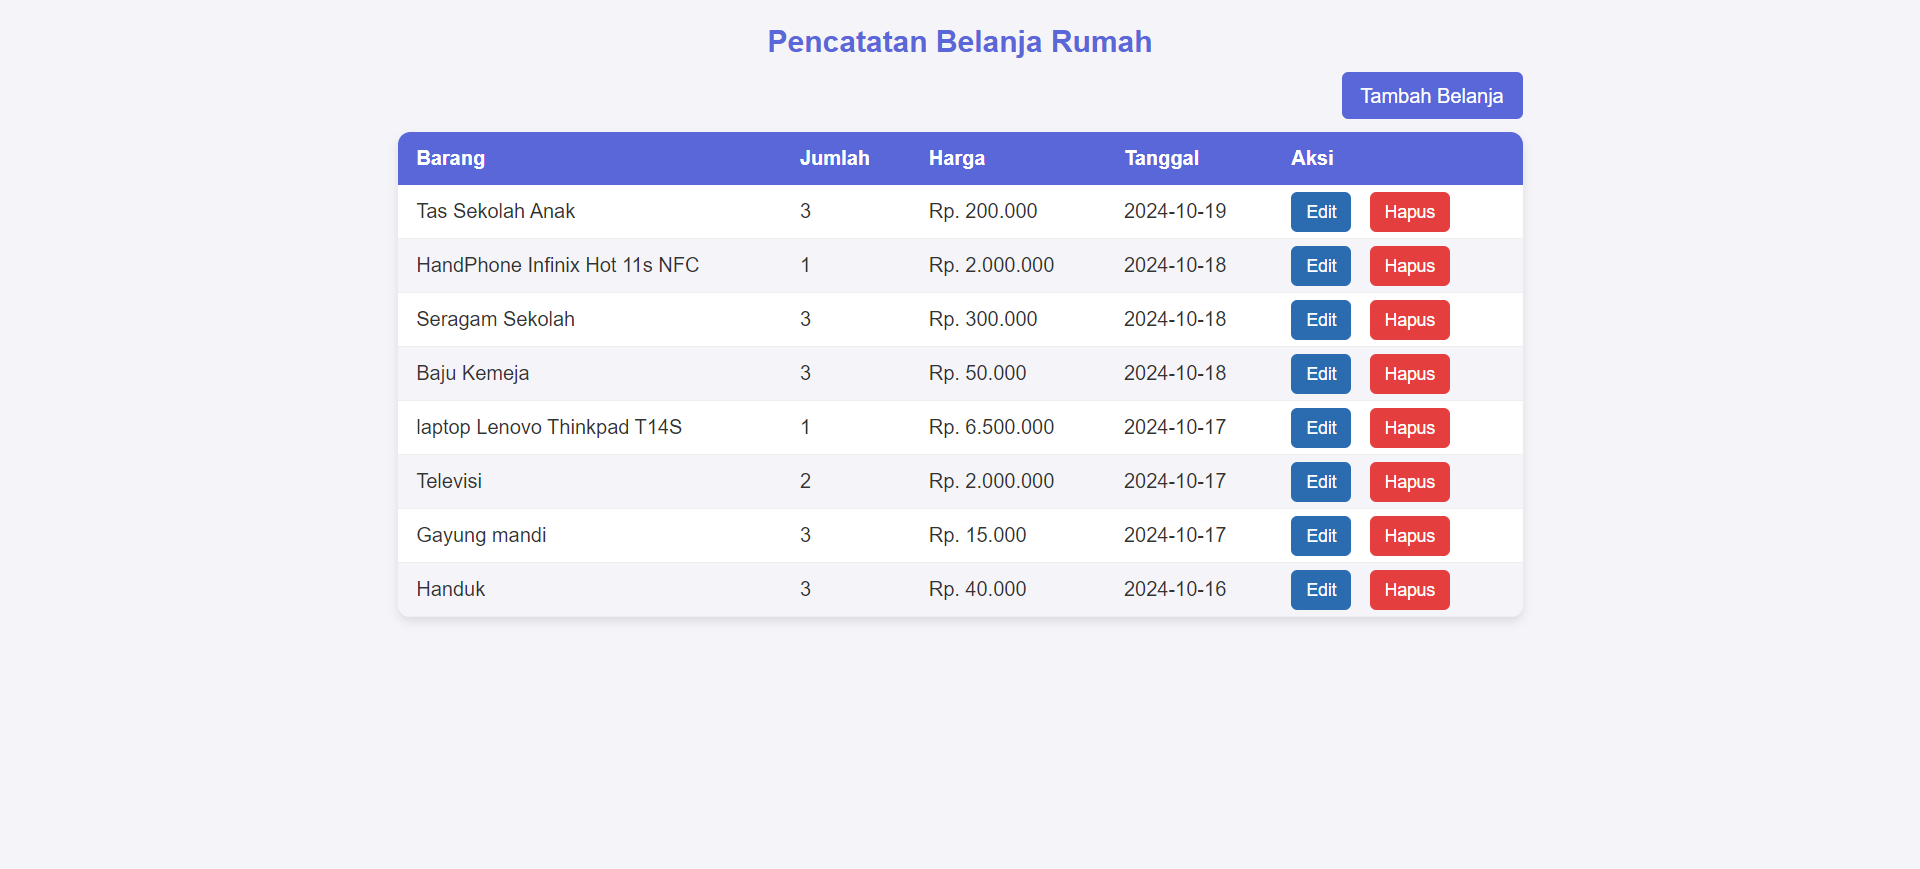 Pencatatan Belanja Rumah
Tambah Belanja
Barang Jumlah Harga Tanggal Aksi
Tas Sekolah Anak 3 Rp. 200.000 2024-10-19 Edit Hapus
HandPhone Infinix Hot 11s NFC 1 Rp. 2.000.000 2024-10-18 Edit Hapus
Seragam Sekolah 3 Rp. 300.000 2024-10-18 Edit Hapus
Baju Kemeja 3 Rp. 50.000 2024-10-18 Edit Hapus
laptop Lenovo Thinkpad T14S 1 Rp. 6.500.000 2024-10-17 Edit Hapus
Televisi 2 Rp. 2.000.000 2024-10-17 Edit Hapus
Gayung mandi 3 Rp. 15.000 2024-10-17 Edit Hapus
Handuk 3 Rp. 40.000 2024-10-16 Edit Hapus